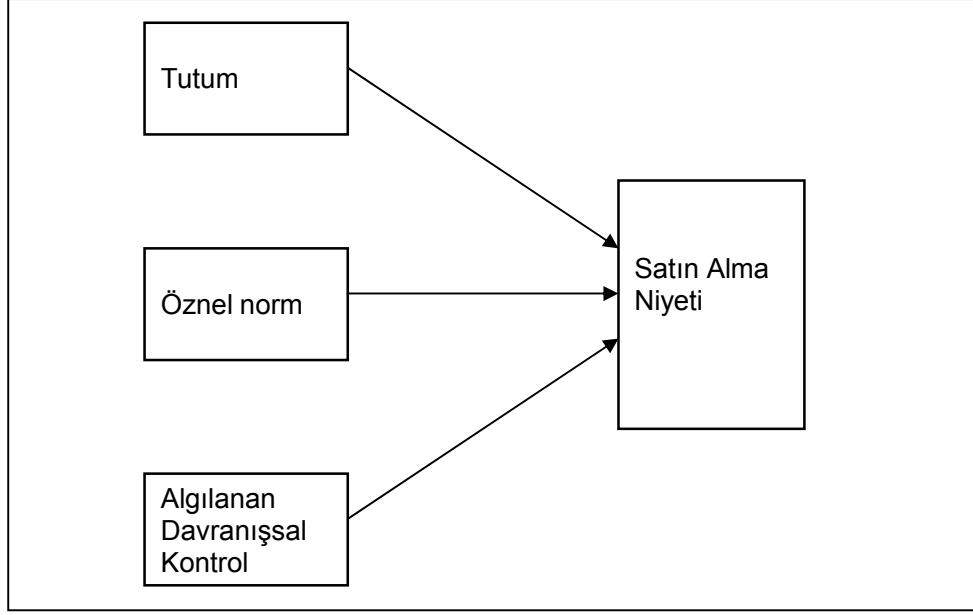 Tutum
Öznel norm
Satın Alma
Niyeti
Algılanan
Davranışsal
Kontrol